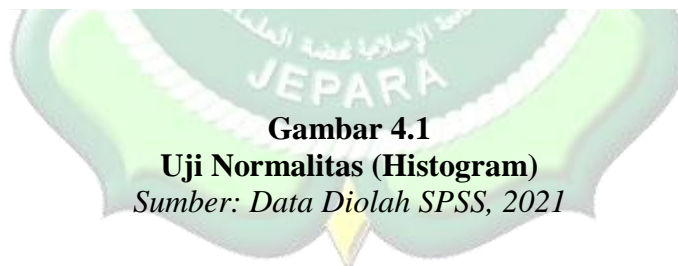 JEPARA
Gambar 4.1
Uji Normalitas (Histogram)
Sumber: Data Diolah SPSS, 2021